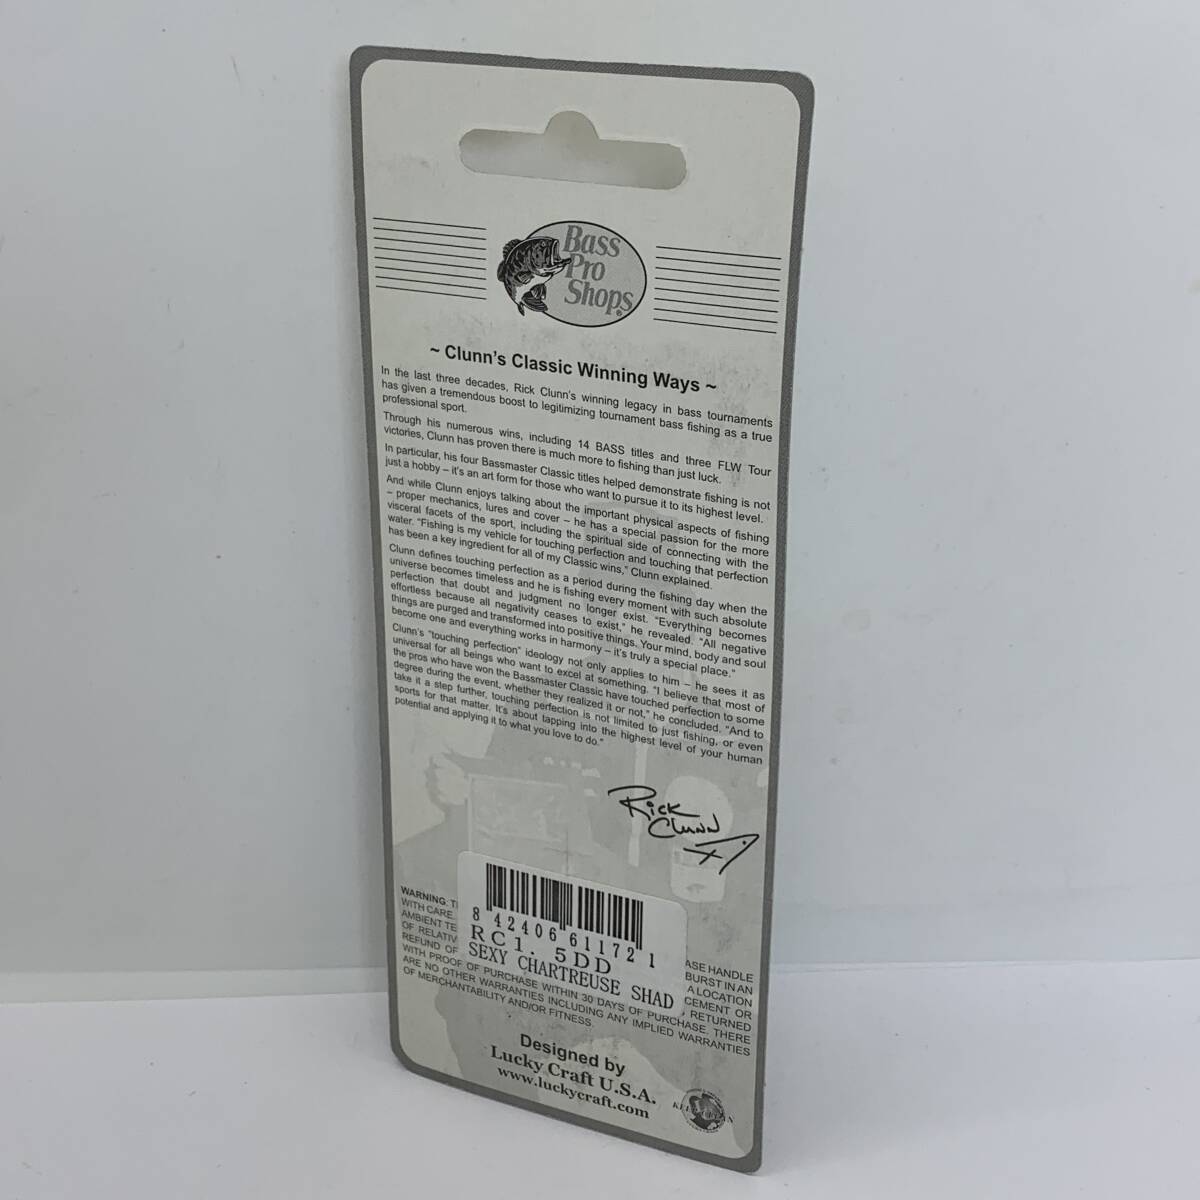 Bass
Pro
Shops®
~ Clunn's Classic Winning Ways ~
In the last three decades, Rick Clunn's winning legacy in bass tournaments
has given a tremendous boost to legitimizing tournament bass fishing as a true
professional sport.
Through his numerous wins, including 14 BASS titles and three FLW Tour
victories, Clunn has proven there is much more to fishing than just luck.
In particular, his four Bassmaster Classic titles helped demonstrate fishing is not
just a hobby – it's an art form for those who want to pursue it to its highest level.
And while Clunn enjoys talking about the important physical aspects of fishing
– proper mechanics, lures and cover – he has a special passion for the more
visceral facets of the sport, including the spiritual side of connecting with the
water. "Fishing is my vehicle for touching perfection and touching that perfection
has been a key ingredient for all of my Classic wins," Clunn explained.
Clunn defines touching perfection as a period during the fishing day when the
universe becomes timeless and he is fishing every moment with such absolute
perfection that doubt and judgment no longer exist. "Everything becomes
effortless because all negativity ceases to exist," he revealed. "All negative
things are purged and transformed into positive things. Your mind, body and soul
become one and everything works in harmony – it's truly a special place."
Clunn's "touching perfection" ideology not only applies to him – he sees it as
universal for all beings who want to excel at something. "I believe that most of
the pros who have won the Bassmaster Classic have touched perfection to some
degree during the event, whether they realized it or not," he concluded. "And to
take it a step further, touching perfection is not limited to just fishing, or even
sports for that matter. It's about tapping into the highest level of your human
potential and applying it to what you love to do."
Rick
Clunn
8 42406 61172 1
RC1. 5DD
SEXY CHARTREUSE SHAD
WARNING: HANDLE
WITH CARE. BURST IN AN
AMBIENT A LOCATION
OF OR
REFUND OF RETURNED
WITH PROOF OF PURCHASE WITHIN 30 DAYS OF PURCHASE. THERE
ARE NO OTHER WARRANTIES INCLUDING ANY IMPLIED WARRANTIES
OF MERCHANTABILITY AND/OR FITNESS.
Designed by
Lucky Craft U.S.A.
www.luckycraft.com